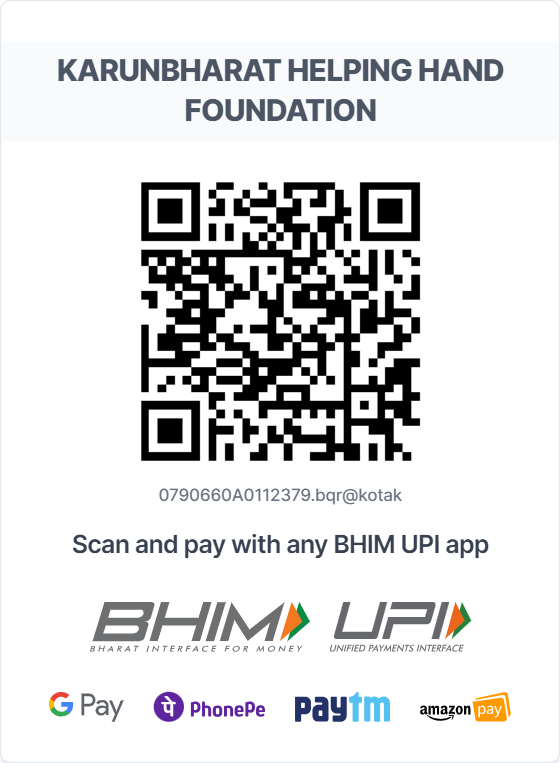 KARUNBHARAT HELPING HAND
FOUNDATION
0790660A0112379.bqr@kotak
Scan and pay with any BHIM UPI app
BHIM UPI
BHARAT INTERFACE FOR MONEY UNIFIED PAYMENTS INTERFACE
G Pay पे PhonePe paytm amazon pay